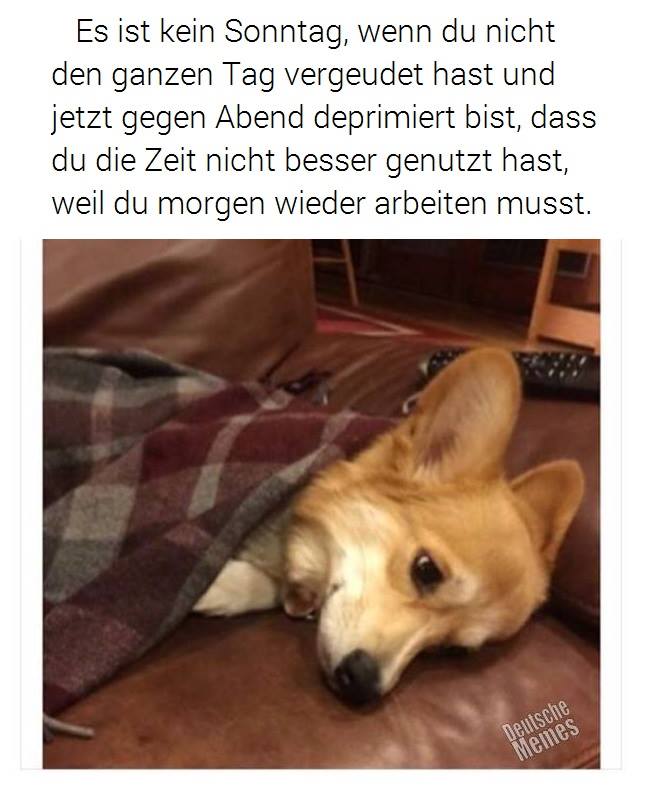 Es ist kein Sonntag, wenn du nicht
den ganzen Tag vergeudet hast und
jetzt gegen Abend deprimiert bist, dass
du die Zeit nicht besser genutzt hast,
weil du morgen wieder arbeiten musst.
Deutsche
Memes